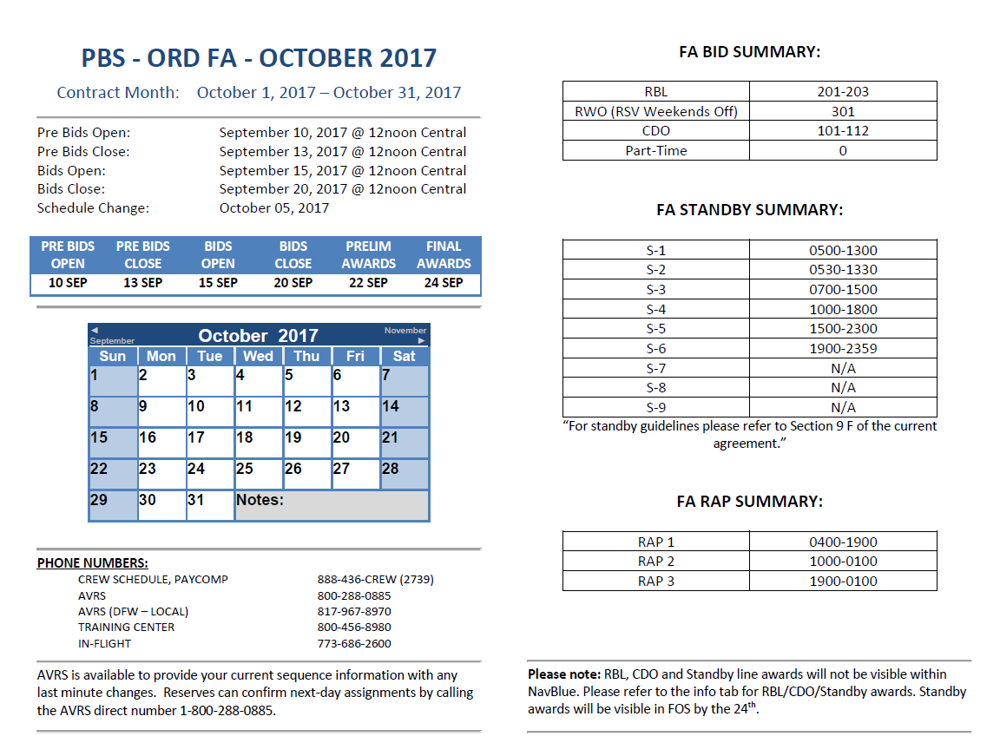 PBS - ORD FA - OCTOBER 2017
Contract Month: October 1, 2017 – October 31, 2017
Pre Bids Open: September 10, 2017 @ 12noon Central
Pre Bids Close: September 13, 2017 @ 12noon Central
Bids Open: September 15, 2017 @ 12noon Central
Bids Close: September 20, 2017 @ 12noon Central
Schedule Change: October 05, 2017
PRE BIDS OPEN PRE BIDS CLOSE BIDS OPEN BIDS CLOSE PRELIM AWARDS FINAL AWARDS
10 SEP 13 SEP 15 SEP 20 SEP 22 SEP 24 SEP
◄ September October 2017 November ►
Sun Mon Tue Wed Thu Fri Sat
1 2 3 4 5 6 7
8 9 10 11 12 13 14
15 16 17 18 19 20 21
22 23 24 25 26 27 28
29 30 31 Notes:
PHONE NUMBERS:
CREW SCHEDULE, PAYCOMP 888-436-CREW (2739)
AVRS 800-288-0885
AVRS (DFW – LOCAL) 817-967-8970
TRAINING CENTER 800-456-8980
IN-FLIGHT 773-686-2600
AVRS is available to provide your current sequence information with any
last minute changes. Reserves can confirm next-day assignments by calling
the AVRS direct number 1-800-288-0885.
FA BID SUMMARY:
RBL 201-203
RWO (RSV Weekends Off) 301
CDO 101-112
Part-Time 0
FA STANDBY SUMMARY:
S-1 0500-1300
S-2 0530-1330
S-3 0700-1500
S-4 1000-1800
S-5 1500-2300
S-6 1900-2359
S-7 N/A
S-8 N/A
S-9 N/A
“For standby guidelines please refer to Section 9 F of the current
agreement.”
FA RAP SUMMARY:
RAP 1 0400-1900
RAP 2 1000-0100
RAP 3 1900-0100
Please note: RBL, CDO and Standby line awards will not be visible within
NavBlue. Please refer to the info tab for RBL/CDO/Standby awards. Standby
awards will be visible in FOS by the 24th.